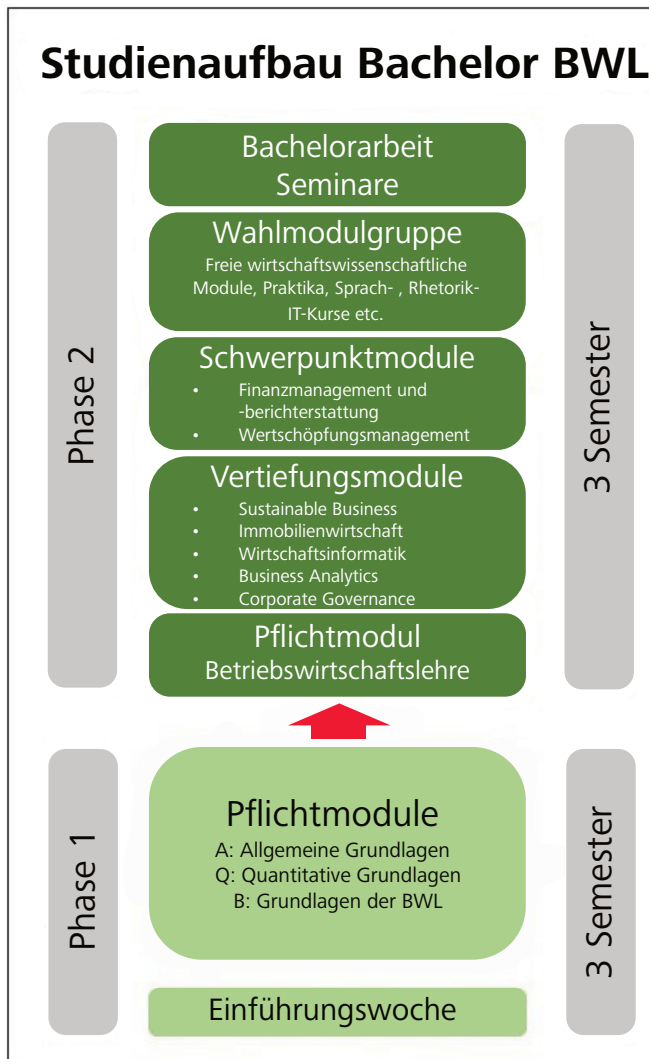 Studienaufbau Bachelor BWL
Phase 2
Bachelorarbeit
Seminare
Wahlmodulgruppe
Freie wirtschaftswissenschaftliche
Module, Praktika, Sprach- , Rhetorik-
IT-Kurse etc.
Schwerpunktmodule
• Finanzmanagement und
-berichterstattung
• Wertschöpfungsmanagement
Vertiefungsmodule
• Sustainable Business
• Immobilienwirtschaft
• Wirtschaftsinformatik
• Business Analytics
• Corporate Governance
Pflichtmodul
Betriebswirtschaftslehre
3 Semester
Phase 1
Pflichtmodule
A: Allgemeine Grundlagen
Q: Quantitative Grundlagen
B: Grundlagen der BWL
Einführungswoche
3 Semester